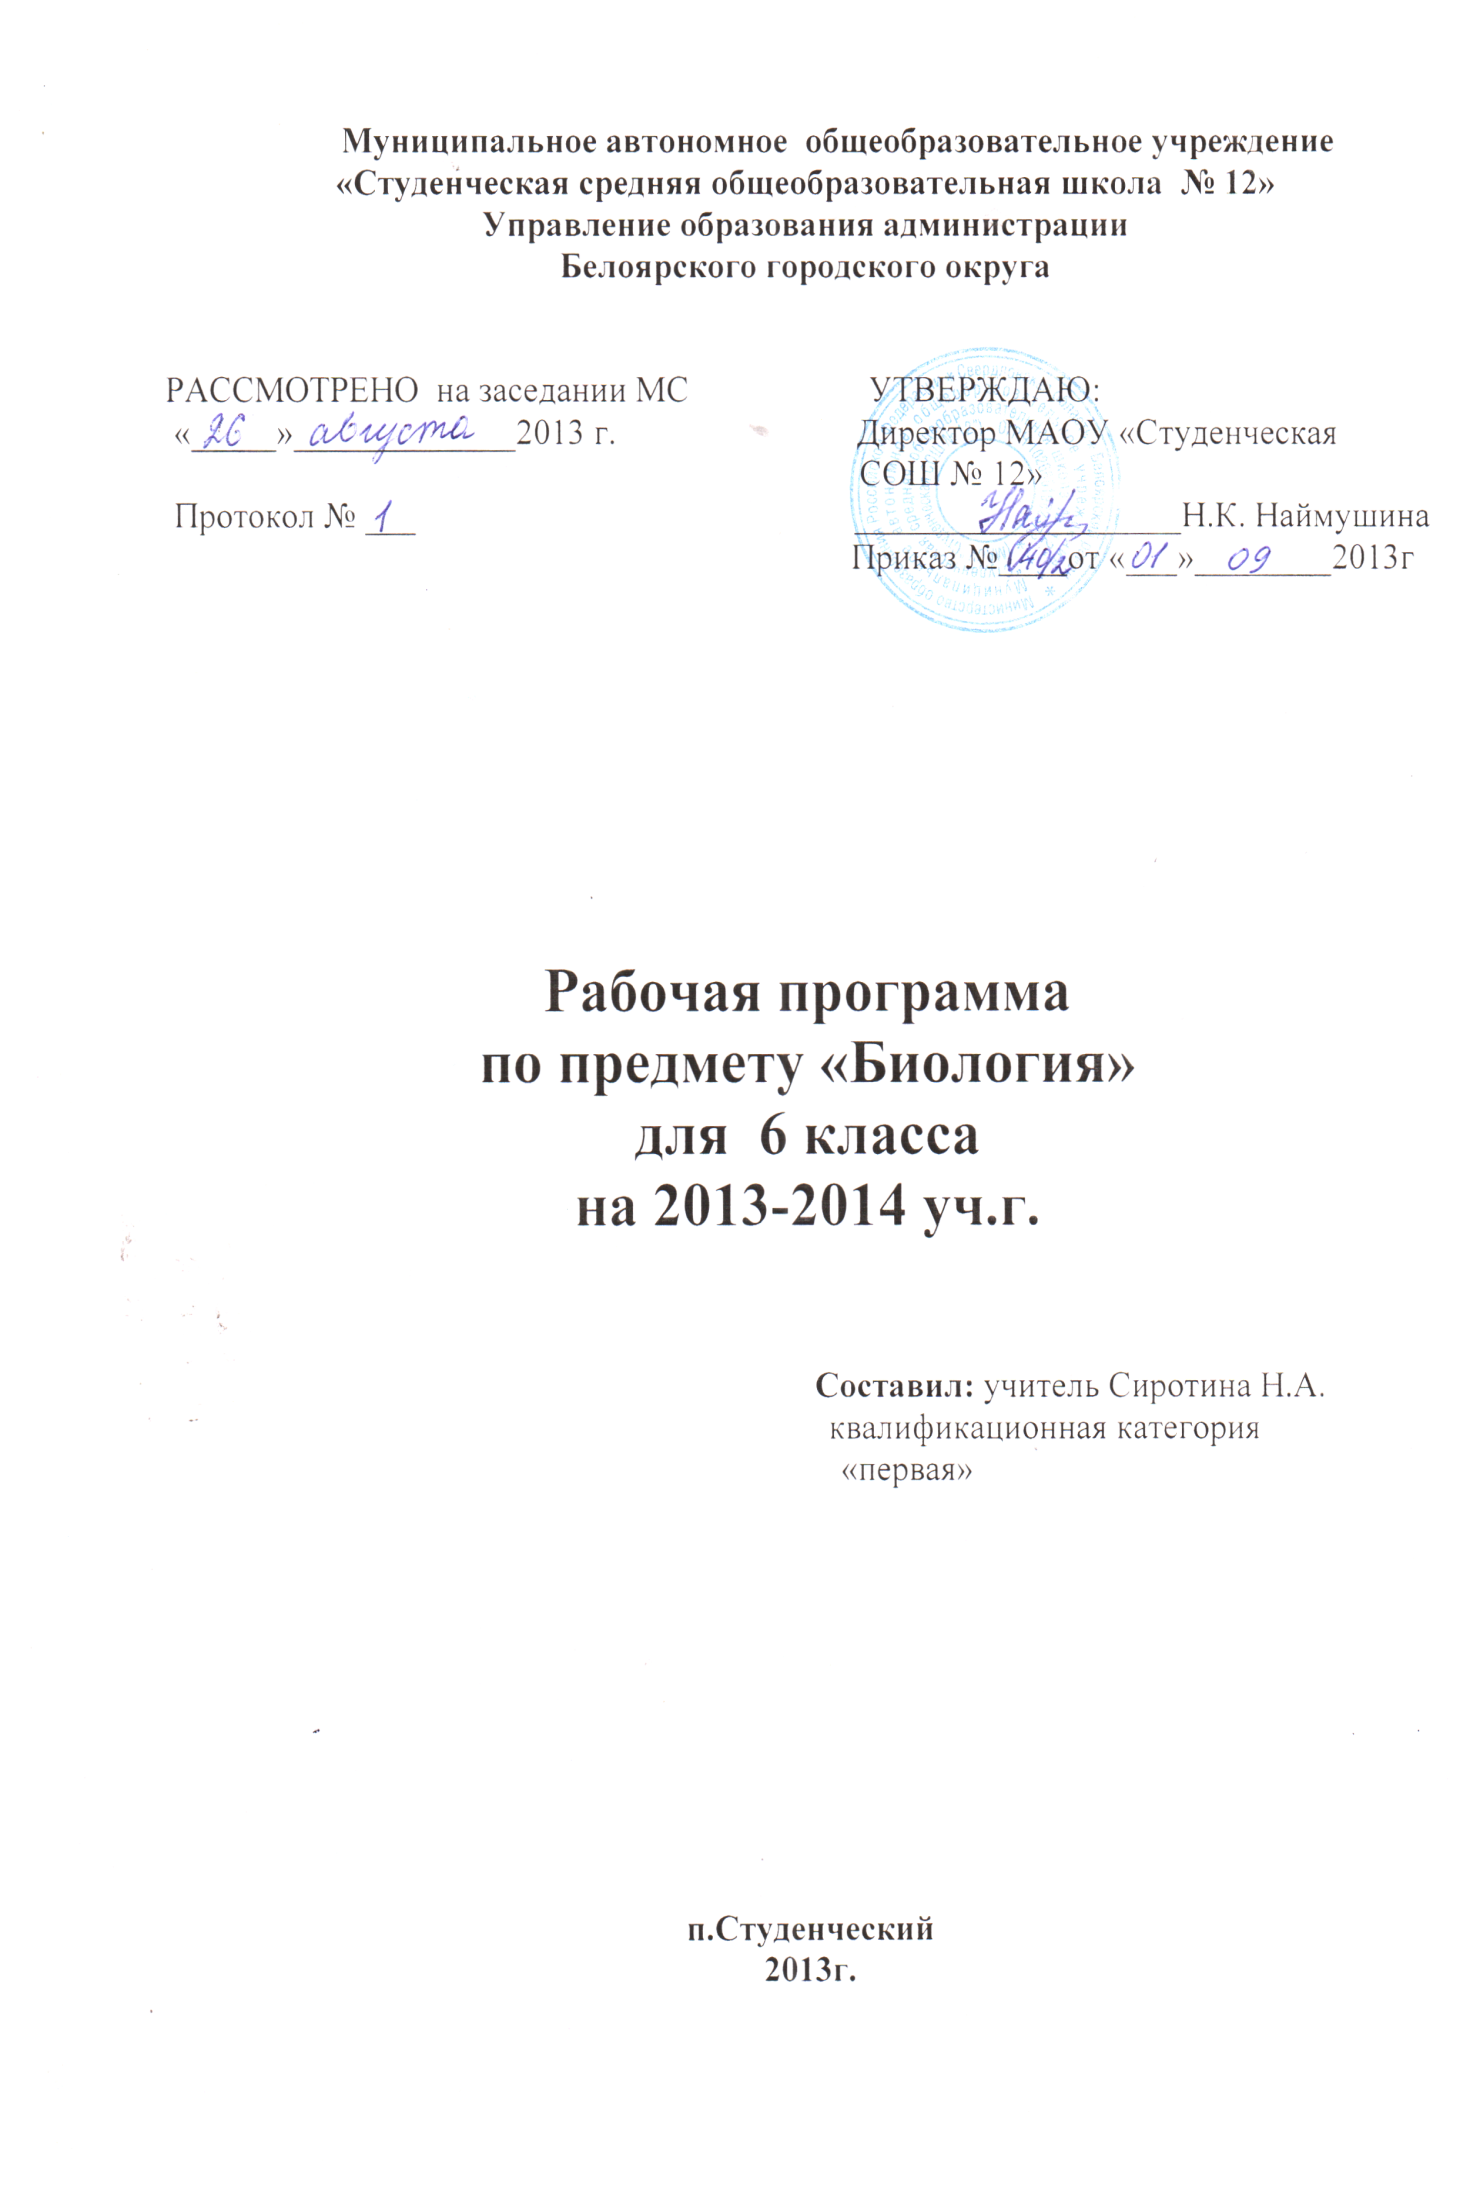 Муниципальное автономное общеобразовательное учреждение
«Студенческая средняя общеобразовательная школа № 12»
Управление образования администрации
Белоярского городского округа
РАССМОТРЕНО на заседании МС
«26» августа 2013 г.
Протокол № 1
УТВЕРЖДАЮ:
Директор МАОУ «Студенческая
СОШ № 12»
Н.К. Наймушина
Приказ № от «01» 09 2013г
Рабочая программа
по предмету «Биология»
для 6 класса
на 2013-2014 уч.г.
Составил: учитель Сиротина Н.А.
квалификационная категория
«первая»
п.Студенческий
2013г.